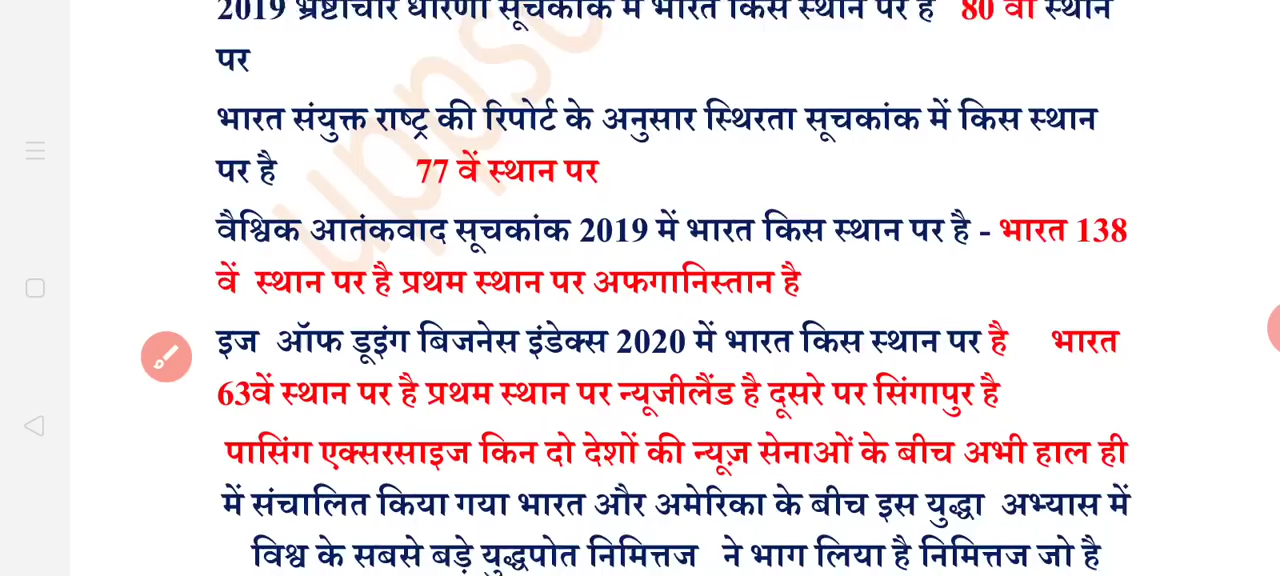 2019 भ्रष्टाचार धारणा सूचकांक में भारत किस स्थान पर है 80 वां स्थान
पर
भारत संयुक्त राष्ट्र की रिपोर्ट के अनुसार स्थिरता सूचकांक में किस स्थान
पर है 77 वें स्थान पर
वैश्विक आतंकवाद सूचकांक 2019 में भारत किस स्थान पर है - भारत 138
वें स्थान पर है प्रथम स्थान पर अफगानिस्तान है
इज ऑफ डूइंग बिजनेस इंडेक्स 2020 में भारत किस स्थान पर है भारत
63वें स्थान पर है प्रथम स्थान पर न्यूजीलैंड है दूसरे पर सिंगापुर है
पासिंग एक्सरसाइज किन दो देशों की न्यूज़ सेनाओं के बीच अभी हाल ही
में संचालित किया गया भारत और अमेरिका के बीच इस युद्धा अभ्यास में
विश्व के सबसे बड़े युद्धपोत निमित्तज ने भाग लिया है निमित्तज जो है
uppsc